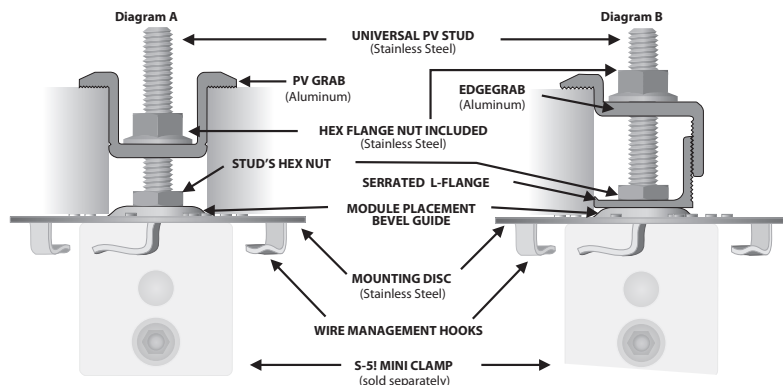 Diagram A
Diagram B
UNIVERSAL PV STUD
(Stainless Steel)
PV GRAB
(Aluminum)
EDGEGRAB
(Aluminum)
HEX FLANGE NUT INCLUDED
(Stainless Steel)
STUD'S HEX NUT
SERRATED L-FLANGE
MODULE PLACEMENT
BEVEL GUIDE
MOUNTING DISC
(Stainless Steel)
WIRE MANAGEMENT HOOKS
S-5! MINI CLAMP
(sold separately)